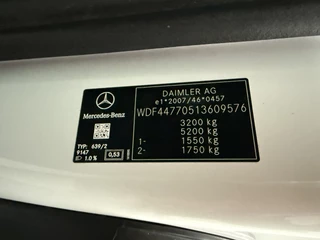 DAIMLER AG
e1*2007/46*0457
WDF44770513609576
3200 kg
5200 kg
1- 1550 kg
2- 1750 kg
Mercedes-Benz
TYP: 639/2
9147
1.0 % 0,53